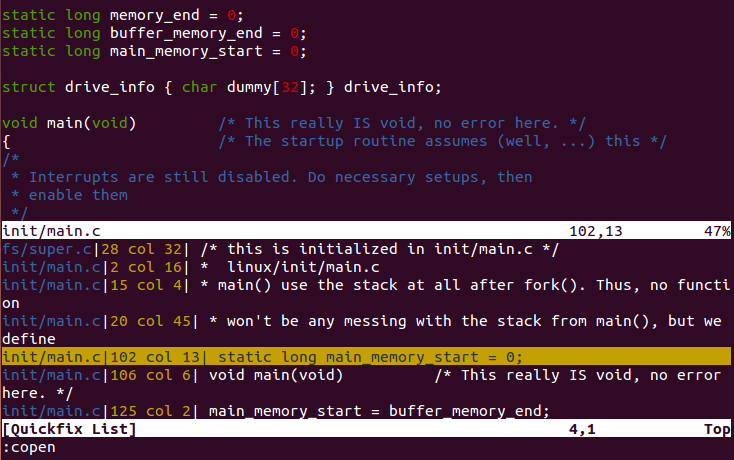 static long memory_end = 0;
static long buffer_memory_end = 0;
static long main_memory_start = 0;
struct drive_info { char dummy[32]; } drive_info;
void main(void)         /* This really IS void, no error here. */
{                       /* The startup routine assumes (well, ...) this */
/*
 * Interrupts are still disabled. Do necessary setups, then
 * enable them
 */
init/main.c 102,13 47%
fs/super.c|28 col 32| /* this is initialized in init/main.c */
init/main.c|2 col 16| *  linux/init/main.c
init/main.c|15 col 4| * main() use the stack at all after fork(). Thus, no functi
on
init/main.c|20 col 45| * won't be any messing with the stack from main(), but we
define
init/main.c|102 col 13| static long main_memory_start = 0;
init/main.c|106 col 6| void main(void)          /* This really IS void, no error
here. */
init/main.c|125 col 2| main_memory_start = buffer_memory_end;
[Quickfix List] 4,1 Top
:copen